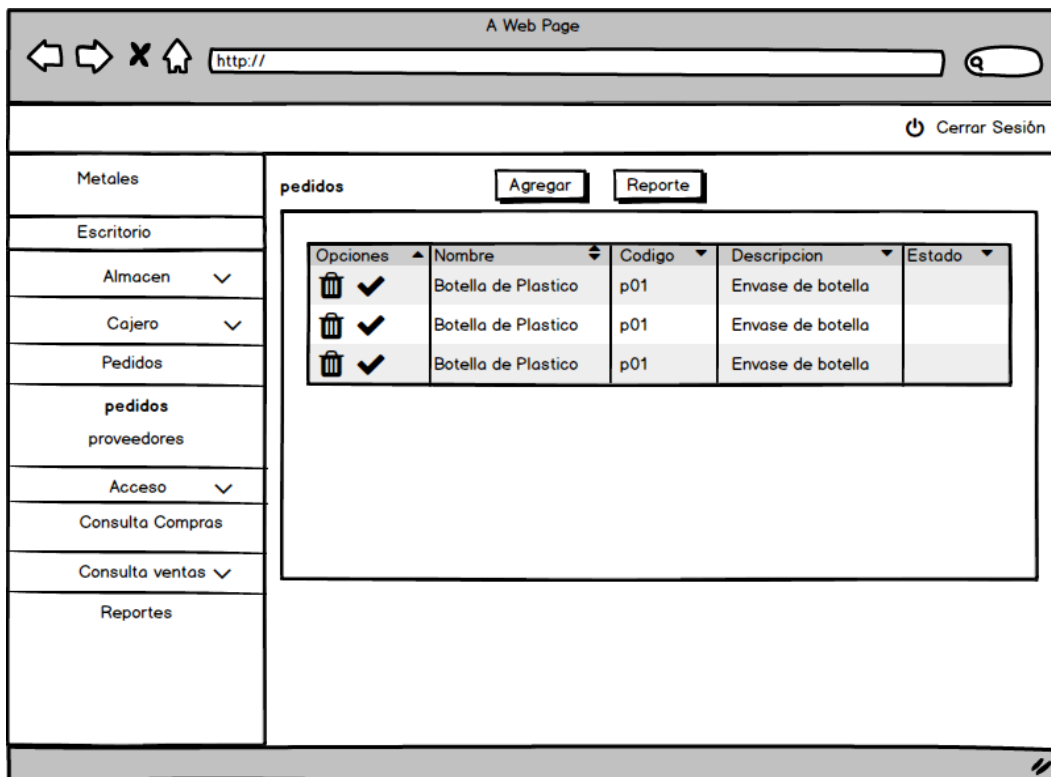 A Web Page
http://
Cerrar Sesión
Metales
Escritorio
Almacen
Cajero
Pedidos
pedidos
proveedores
Acceso
Consulta Compras
Consulta ventas
Reportes
pedidos Agregar Reporte
Opciones Nombre Codigo Descripcion Estado
Botella de Plastico p01 Envase de botella
Botella de Plastico p01 Envase de botella
Botella de Plastico p01 Envase de botella